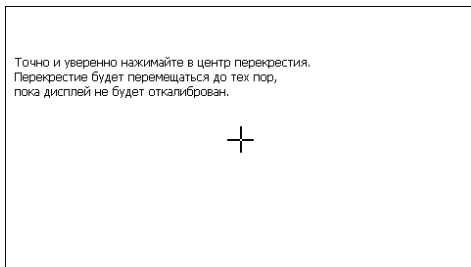 Точно и уверенно нажимайте в центр перекрестия.
Перекрестие будет перемещаться до тех пор,
пока дисплей не будет откалиброван.